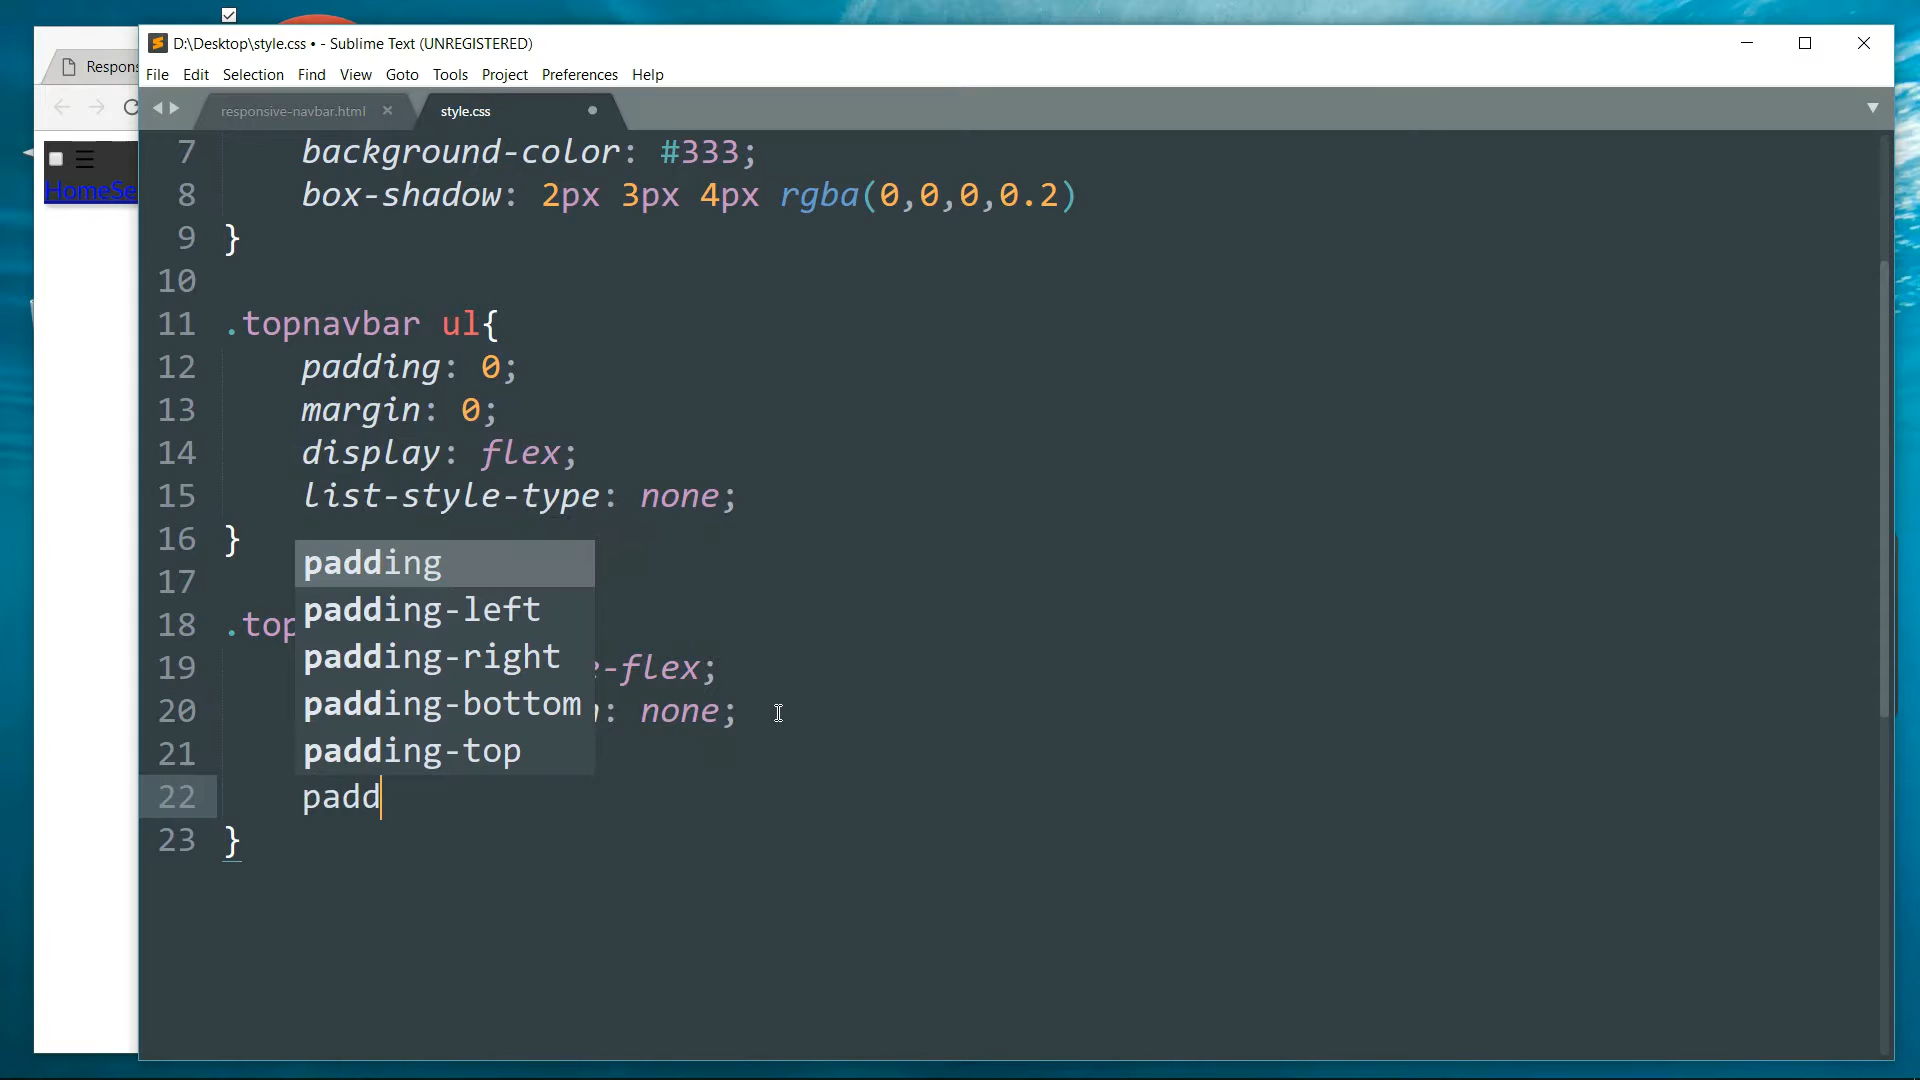 D:\Desktop\style.css • - Sublime Text (UNREGISTERED)
Respons
File Edit Selection Find View Goto Tools Project Preferences Help
responsive-navbar.html × style.css
7 background-color: #333;
8 box-shadow: 2px 3px 4px rgba(0,0,0,0.2)
HomeSe
9 }
10
11 .topnavbar ul{
12 padding: 0;
13 margin: 0;
14 display: flex;
15 list-style-type: none;
16 }
padding
17
padding-left
18 .top
padding-right
19 -flex;
padding-bottom
20 : none;
21
padding-top
22 padd
23 }